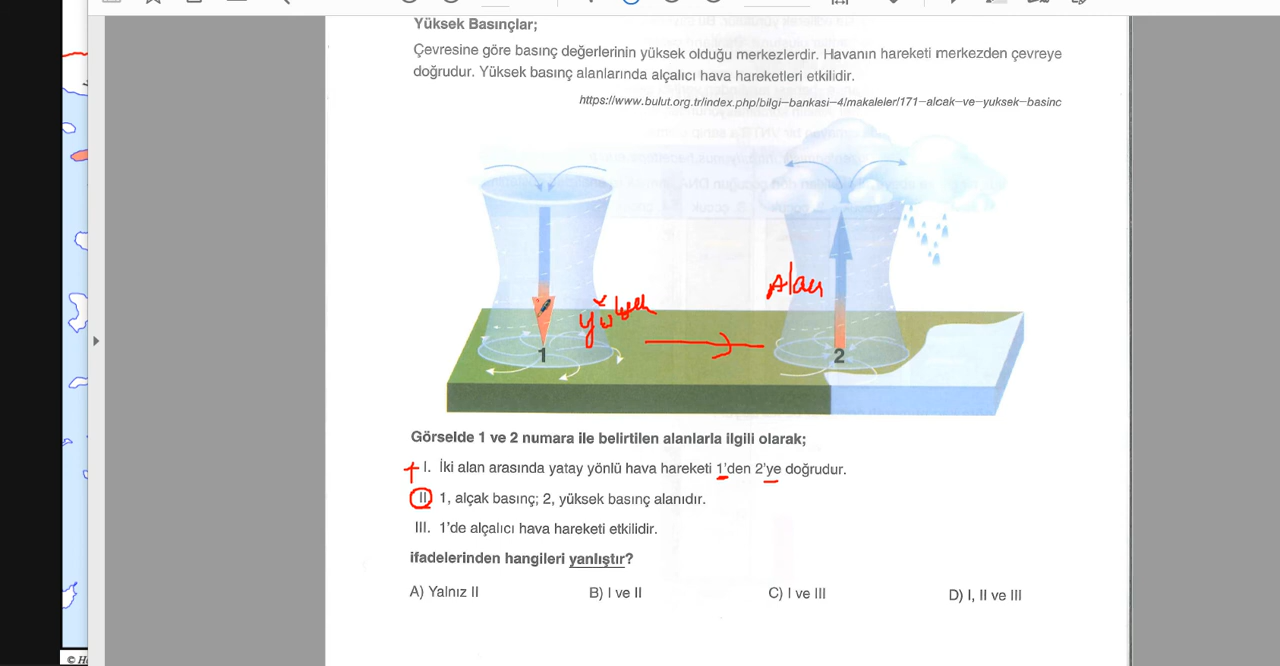 Yüksek Basınçlar;
Çevresine göre basınç değerlerinin yüksek olduğu merkezlerdir. Havanın hareketi merkezden çevreye
doğrudur. Yüksek basınç alanlarında alçalıcı hava hareketleri etkilidir.
https://www.bulut.org.tr/index.php/bilgi-bankasi-4/makaleler/171-alcak-ve-yuksek-basinc
Alçı
Yüksek
1
2
Görselde 1 ve 2 numara ile belirtilen alanlarla ilgili olarak;
I. İki alan arasında yatay yönlü hava hareketi 1'den 2'ye doğrudur.
II. 1, alçak basınç; 2, yüksek basınç alanıdır.
III. 1'de alçalıcı hava hareketi etkilidir.
ifadelerinden hangileri yanlıştır?
A) Yalnız II
B) I ve II
C) I ve III
D) I, II ve III